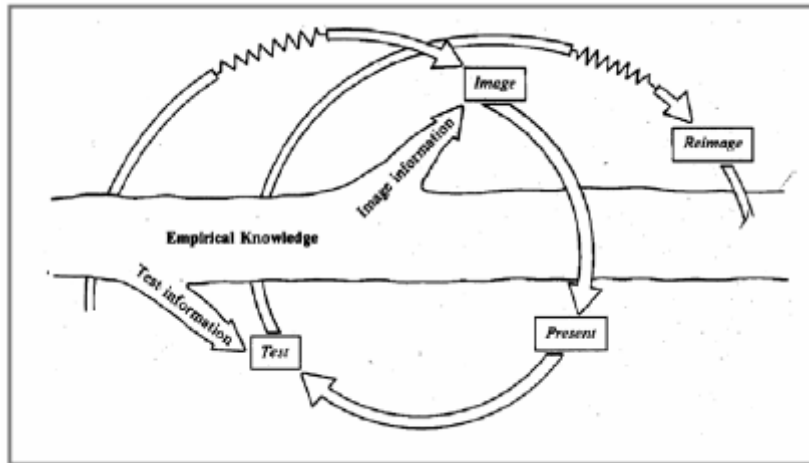 Image
Reimage
Image information
Empirical Knowledge
Test information
Test
Present